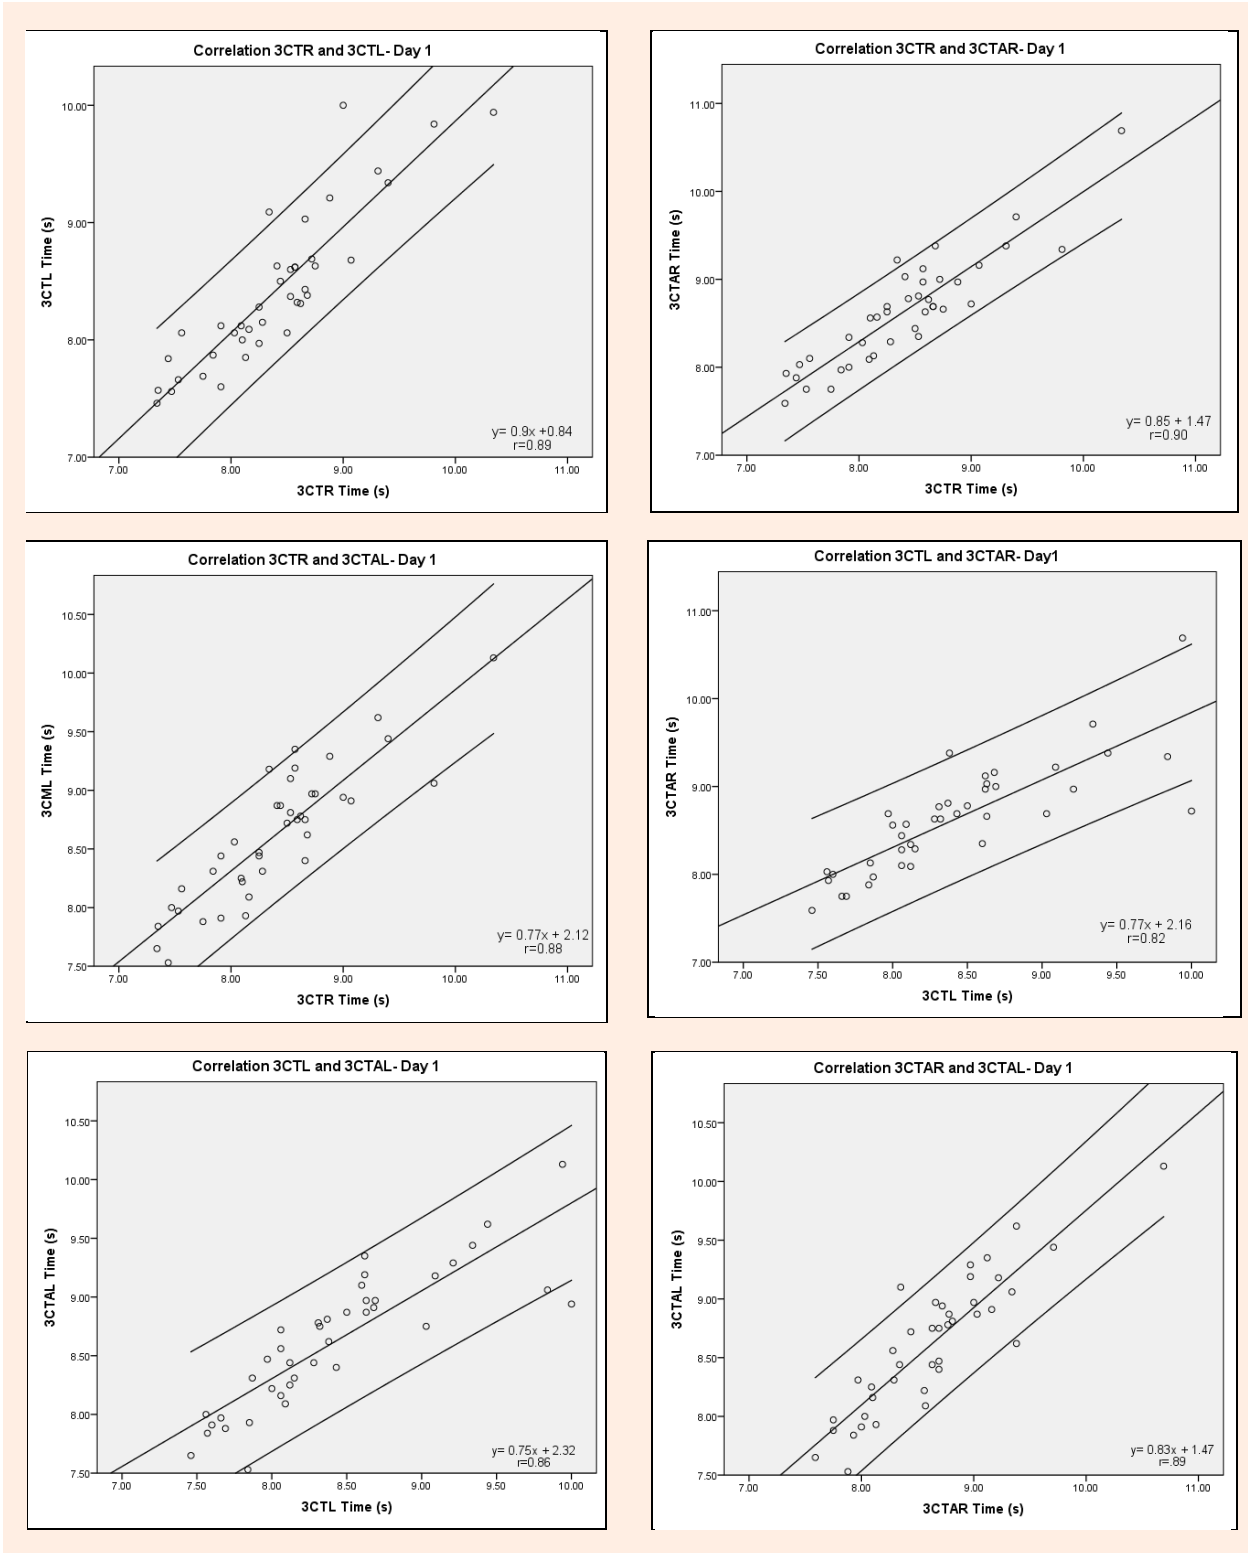 Correlation 3CTR and 3CTL- Day 1
3CTL Time (s)
10.00
9.00
8.00
7.00
7.00 8.00 9.00 10.00 11.00
y= 0.9x +0.84
r=0.89
3CTR Time (s)
Correlation 3CTR and 3CTAR- Day 1
3CTAR Time (s)
11.00
10.00
9.00
8.00
7.00
7.00 8.00 9.00 10.00 11.00
y= 0.85 + 1.47
r=0.90
3CTR Time (s)
Correlation 3CTR and 3CTAL- Day 1
3CML Time (s)
10.50
10.00
9.50
9.00
8.50
8.00
7.50
7.00 8.00 9.00 10.00 11.00
y= 0.77x + 2.12
r=0.88
3CTR Time (s)
Correlation 3CTL and 3CTAR- Day1
3CTAR Time (s)
11.00
10.00
9.00
8.00
7.00
7.00 7.50 8.00 8.50 9.00 9.50 10.00
y= 0.77x + 2.16
r=0.82
3CTL Time (s)
Correlation 3CTL and 3CTAL- Day 1
3CTAL Time (s)
10.50
10.00
9.50
9.00
8.50
8.00
7.50
7.00 7.50 8.00 8.50 9.00 9.50 10.00
y= 0.75x + 2.32
r=0.86
3CTL Time (s)
Correlation 3CTAR and 3CTAL- Day 1
3CTAL Time (s)
10.50
10.00
9.50
9.00
8.50
8.00
7.50
7.00 8.00 9.00 10.00 11.00
y= 0.83x + 1.47
r=.89
3CTAR Time (s)